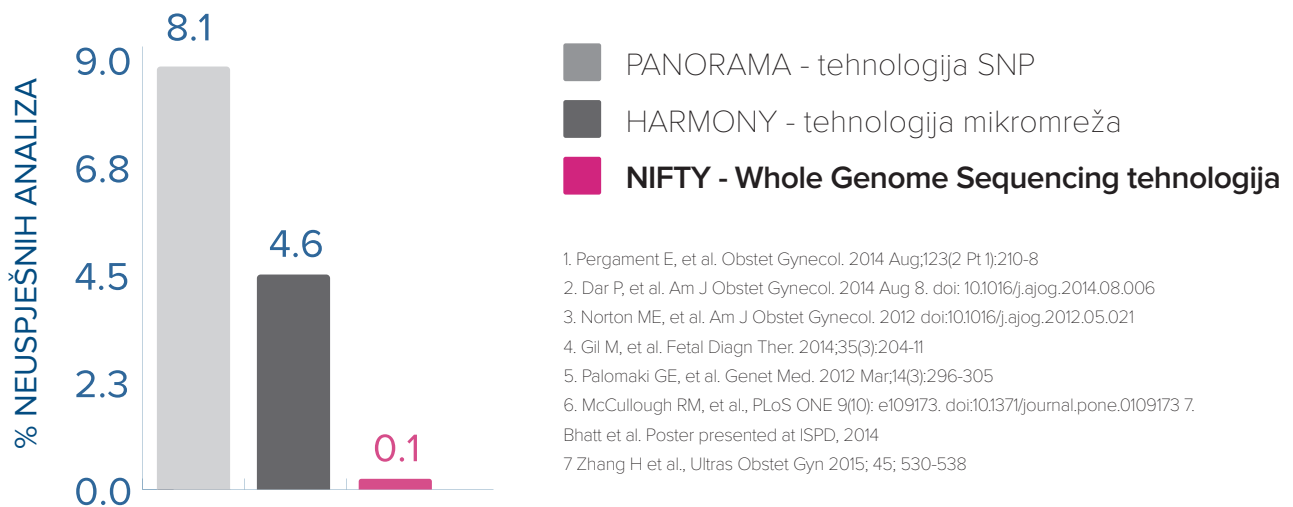 % NEUSPJEŠNIH ANALIZA
9.0
6.8
4.5
2.3
0.0
8.1
4.6
0.1
PANORAMA - tehnologija SNP
HARMONY - tehnologija mikromreža
NIFTY - Whole Genome Sequencing tehnologija
1. Pergament E, et al. Obstet Gynecol. 2014 Aug;123(2 Pt 1):210-8
2. Dar P, et al. Am J Obstet Gynecol. 2014 Aug 8. doi: 10.1016/j.ajog.2014.08.006
3. Norton ME, et al. Am J Obstet Gynecol. 2012 doi:10.1016/j.ajog.2012.05.021
4. Gil M, et al. Fetal Diagn Ther. 2014;35(3):204-11
5. Palomaki GE, et al. Genet Med. 2012 Mar;14(3):296-305
6. McCullough RM, et al., PLoS ONE 9(10): e109173. doi:10.1371/journal.pone.0109173 7.
Bhatt et al. Poster presented at ISPD, 2014
7 Zhang H et al., Ultras Obstet Gyn 2015; 45; 530-538